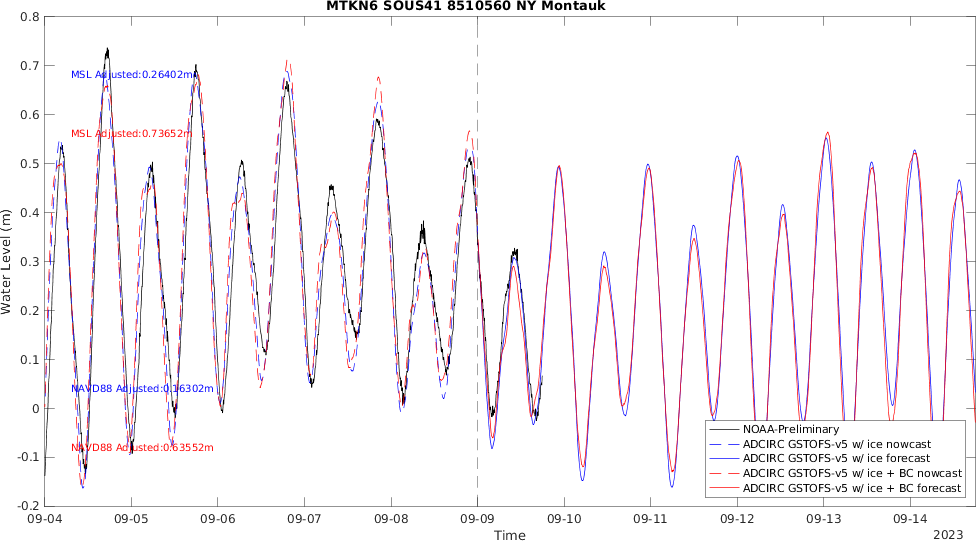 MTKN6 SOUS41 8510560 NY Montauk
0.8
0.7
0.6
0.5
0.4
0.3
0.2
0.1
0
-0.1
-0.2
Water Level (m)
MSL Adjusted:0.26402m
MSL Adjusted:0.73652m
NAVD88 Adjusted:0.16302m
NAVD88 Adjusted:0.63552m
NOAA-Preliminary
ADCIRC GSTOFS-v5 w/ ice nowcast
ADCIRC GSTOFS-v5 w/ ice forecast
ADCIRC GSTOFS-v5 w/ ice + BC nowcast
ADCIRC GSTOFS-v5 w/ ice + BC forecast
09-04 09-05 09-06 09-07 09-08 09-09 09-10 09-11 09-12 09-13 09-14
Time
2023